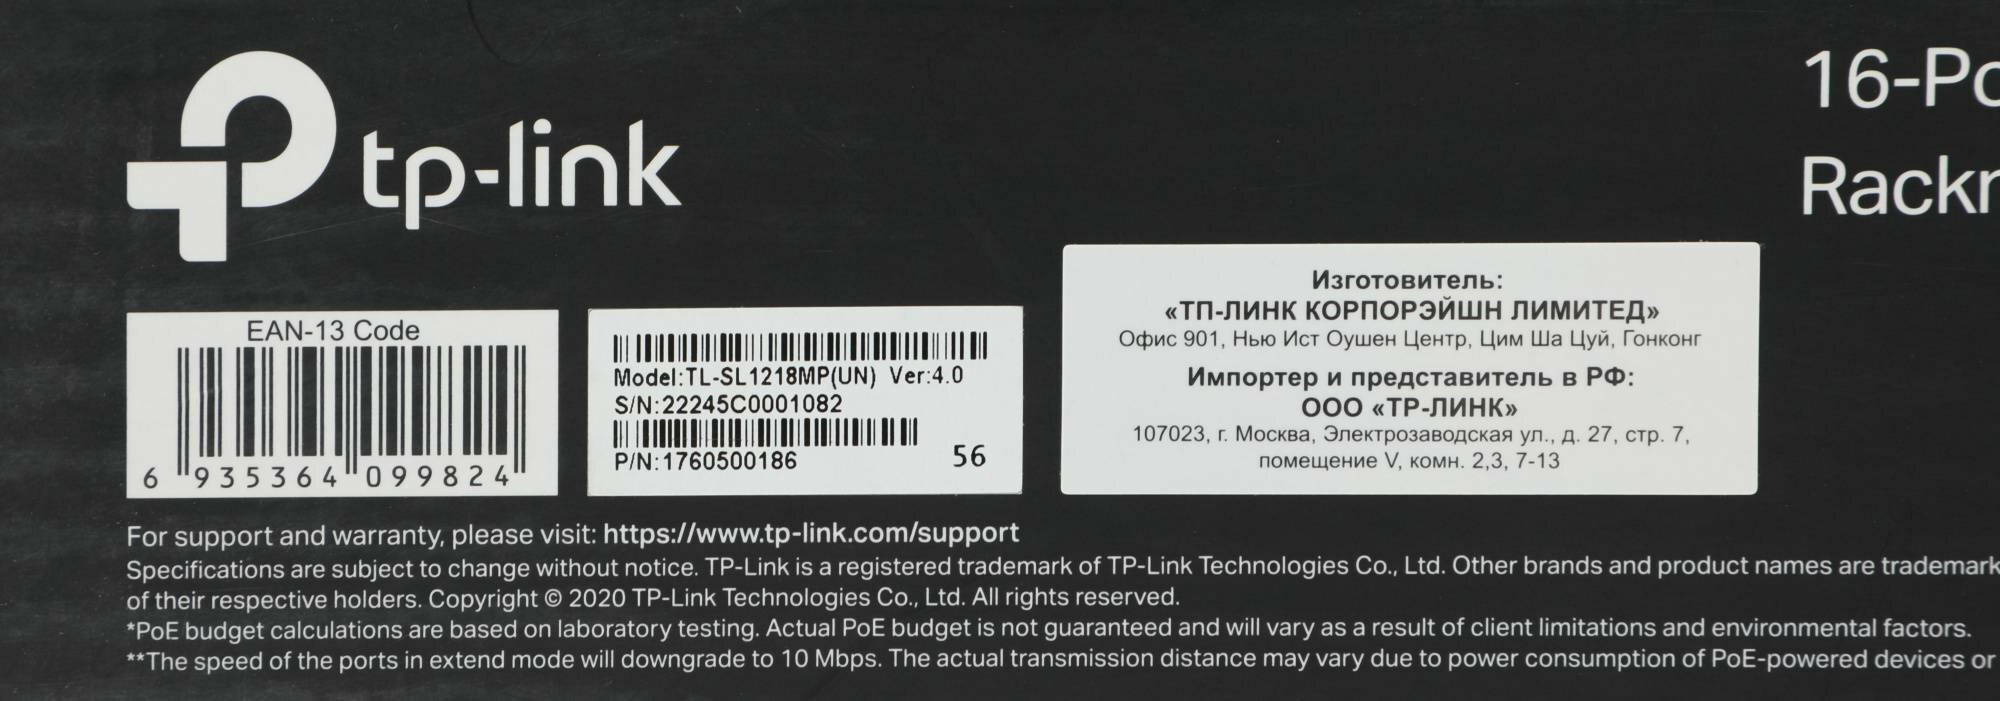 tp-link
16-Po
Rackr
EAN-13 Code
6 935364 099824
Model:TL-SL1218MP(UN) Ver:4.0
S/N:22245C0001082
P/N:1760500186
56
Изготовитель:
«ТП-ЛИНК КОРПОРЭЙШН ЛИМИТЕД»
Офис 901, Нью Ист Оушен Центр, Цим Ша Цуй, Гонконг
Импортер и представитель в РФ:
ООО «ТР-ЛИНК»
107023, г. Москва, Электрозаводская ул., д. 27, стр. 7,
помещение V, комн. 2,3, 7-13
For support and warranty, please visit: https://www.tp-link.com/support
Specifications are subject to change without notice. TP-Link is a registered trademark of TP-Link Technologies Co., Ltd. Other brands and product names are trademark
of their respective holders. Copyright © 2020 TP-Link Technologies Co., Ltd. All rights reserved.
*PoE budget calculations are based on laboratory testing. Actual PoE budget is not guaranteed and will vary as a result of client limitations and environmental factors.
**The speed of the ports in extend mode will downgrade to 10 Mbps. The actual transmission distance may vary due to power consumption of PoE-powered devices or